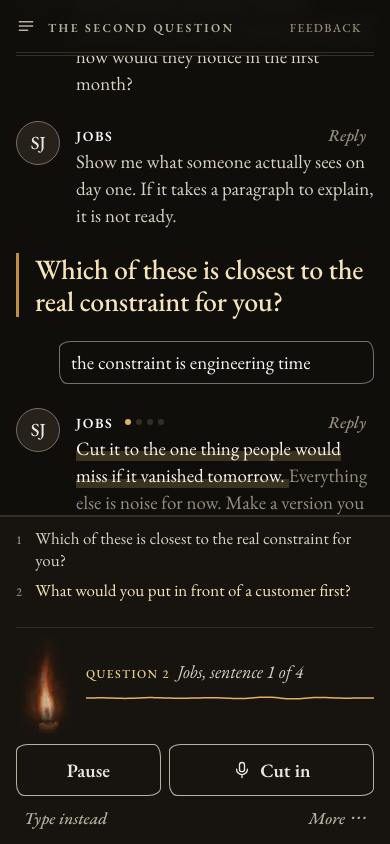 THE SECOND QUESTION
FEEDBACK
how would they notice in the first
month?
SJ
JOBS
Reply
Show me what someone actually sees on
day one. If it takes a paragraph to explain,
it is not ready.
Which of these is closest to the
real constraint for you?
the constraint is engineering time
SJ
JOBS
Reply
Cut it to the one thing people would
miss if it vanished tomorrow. Everything
else is noise for now. Make a version you
1 Which of these is closest to the real constraint for
you?
2 What would you put in front of a customer first?
QUESTION 2 Jobs, sentence 1 of 4
Pause
Cut in
Type instead
More ···